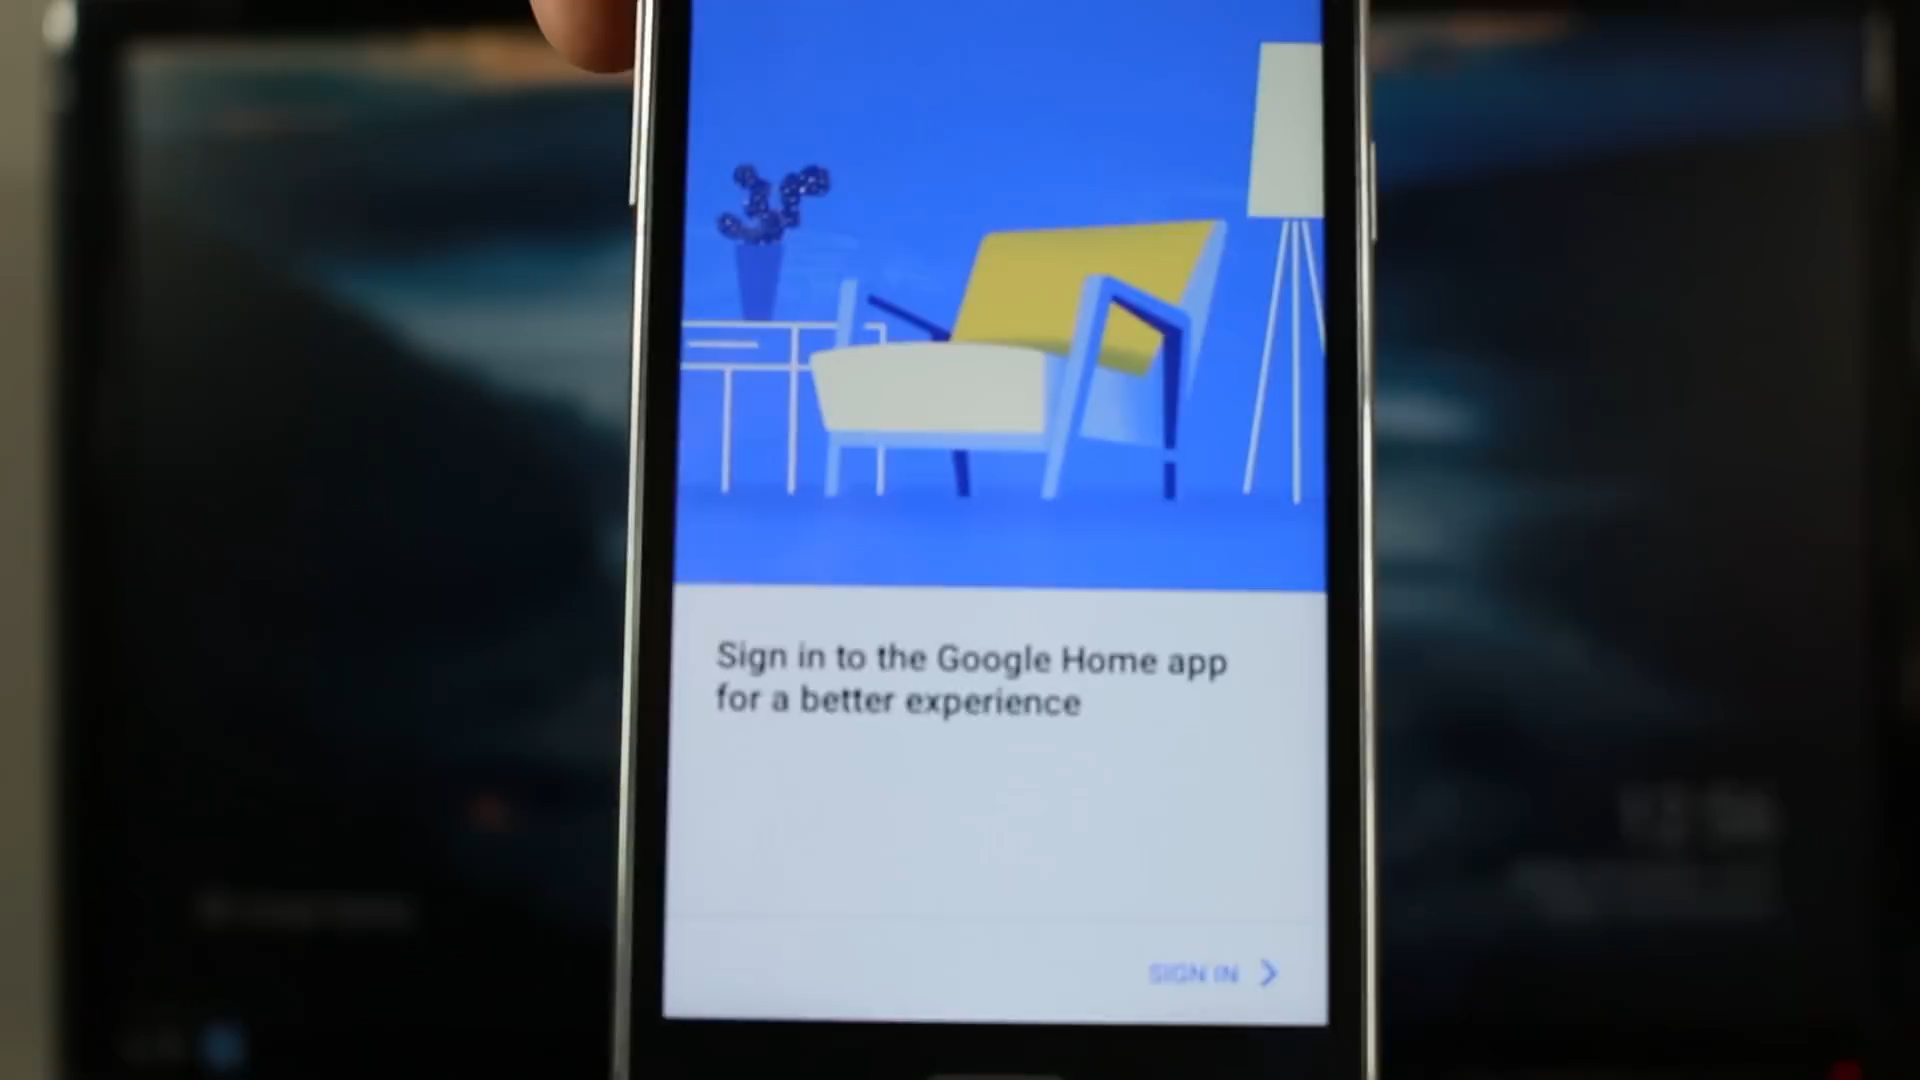 Sign in to the Google Home app
for a better experience
SIGN IN